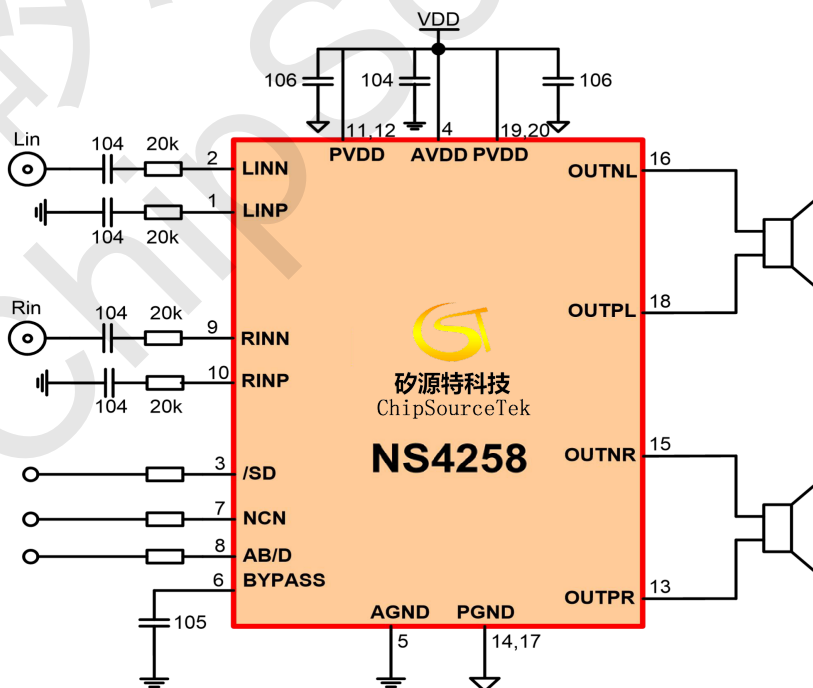 VDD
106
104
106
11,12
4
19,20
PVDD
AVDD
PVDD
Lin
104
20k
2
LINN
OUTNL
16
1
LINP
104
20k
Rin
104
20k
9
RINN
OUTPL
18
10
RINP
104
20k
矽源特科技
ChipSourceTek
NS4258
3
/SD
OUTNR
15
7
NCN
8
AB/D
6
BYPASS
105
OUTPR
13
AGND
PGND
5
14,17
ChipSo